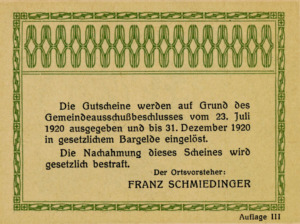 Die Gutscheine werden auf Grund des
Gemeindeausschußbeschlusses vom 23. Juli
1920 ausgegeben und bis 31. Dezember 1920
in gesetzlichem Bargelde eingelöst.
Die Nachahmung dieses Scheines wird
gesetzlich bestraft.
Der Ortsvorsteher:
FRANZ SCHMIEDINGER
Auflage III